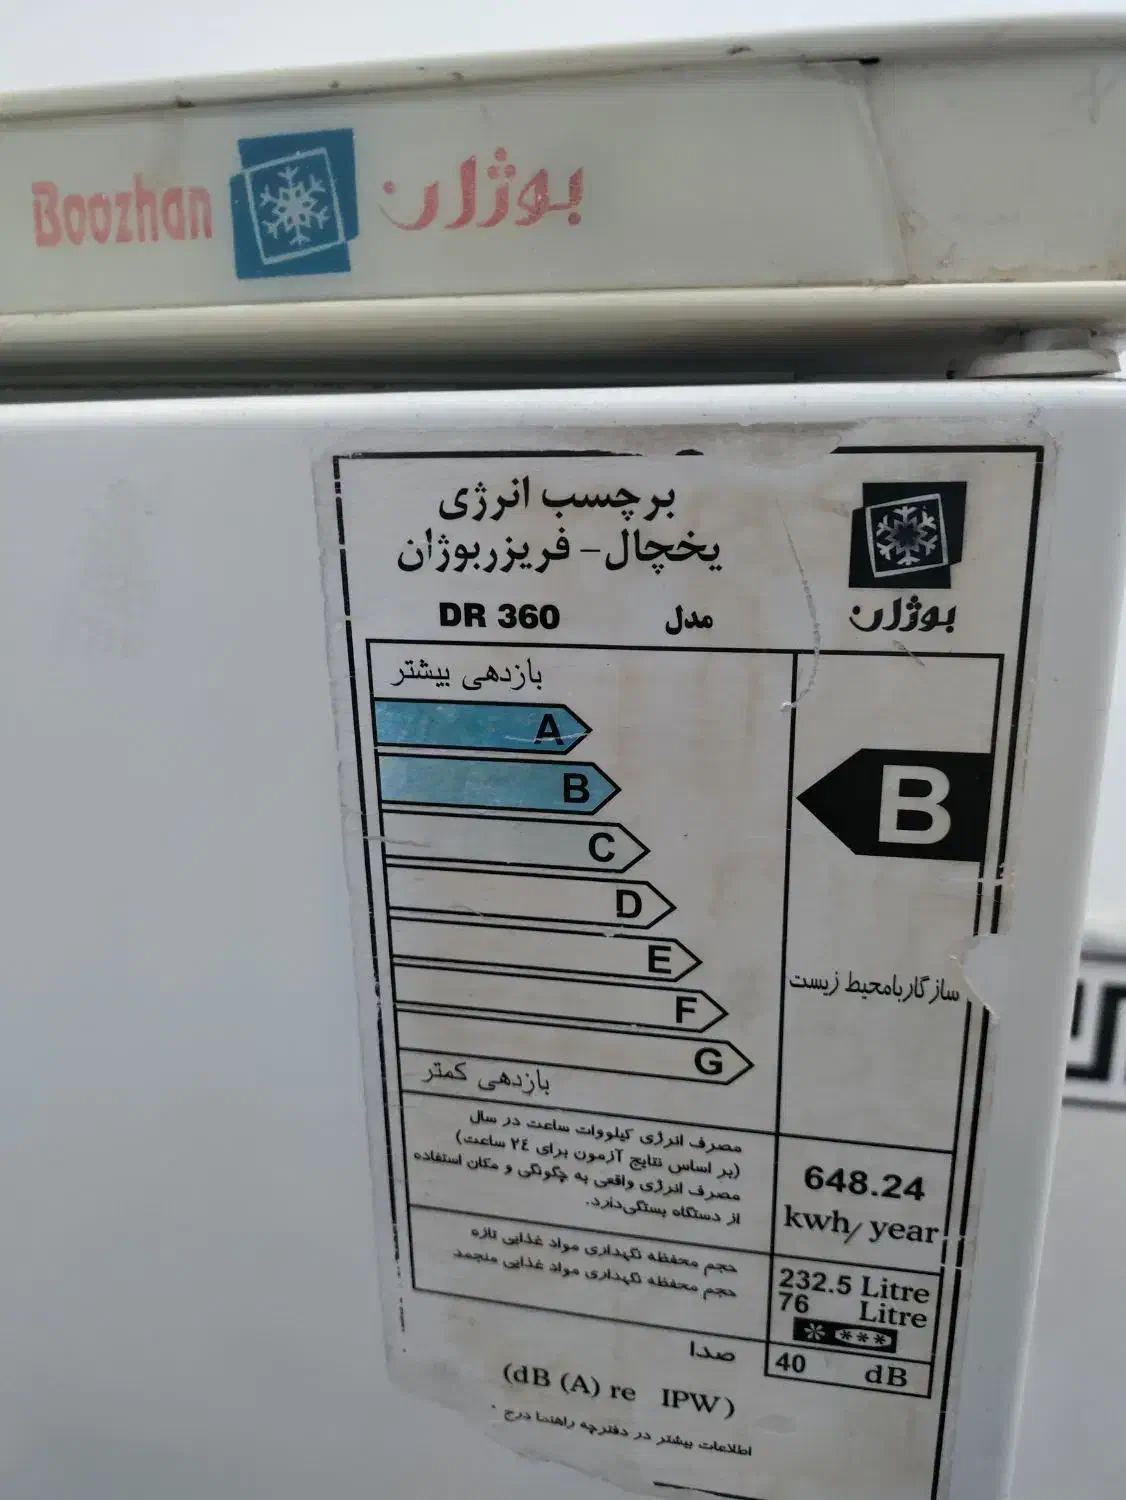 Boozhan بوژان
برچسب انرژی
یخچال - فریزربوژان
بوژان
مدل DR 360
بازدهی بیشتر
A
B
C
D
E
F
G
B
بازدهی کمتر
سازگاربامحیط زیست
مصرف انرژی کیلووات ساعت در سال
(بر اساس نتایج آزمون برای ٢٤ ساعت)
مصرف انرژی واقعی به چگونگی و مکان استفاده
از دستگاه بستگی‌دارد.
648.24
kwh/year
حجم محفظه نگهداری مواد غذایی تازه 232.5 Litre
حجم محفظه نگهداری مواد غذایی منجمد 76 Litre
* ***
صدا 40 dB
(dB (A) re IPW)
اطلاعات بیشتر در دفترچه راهنما درج